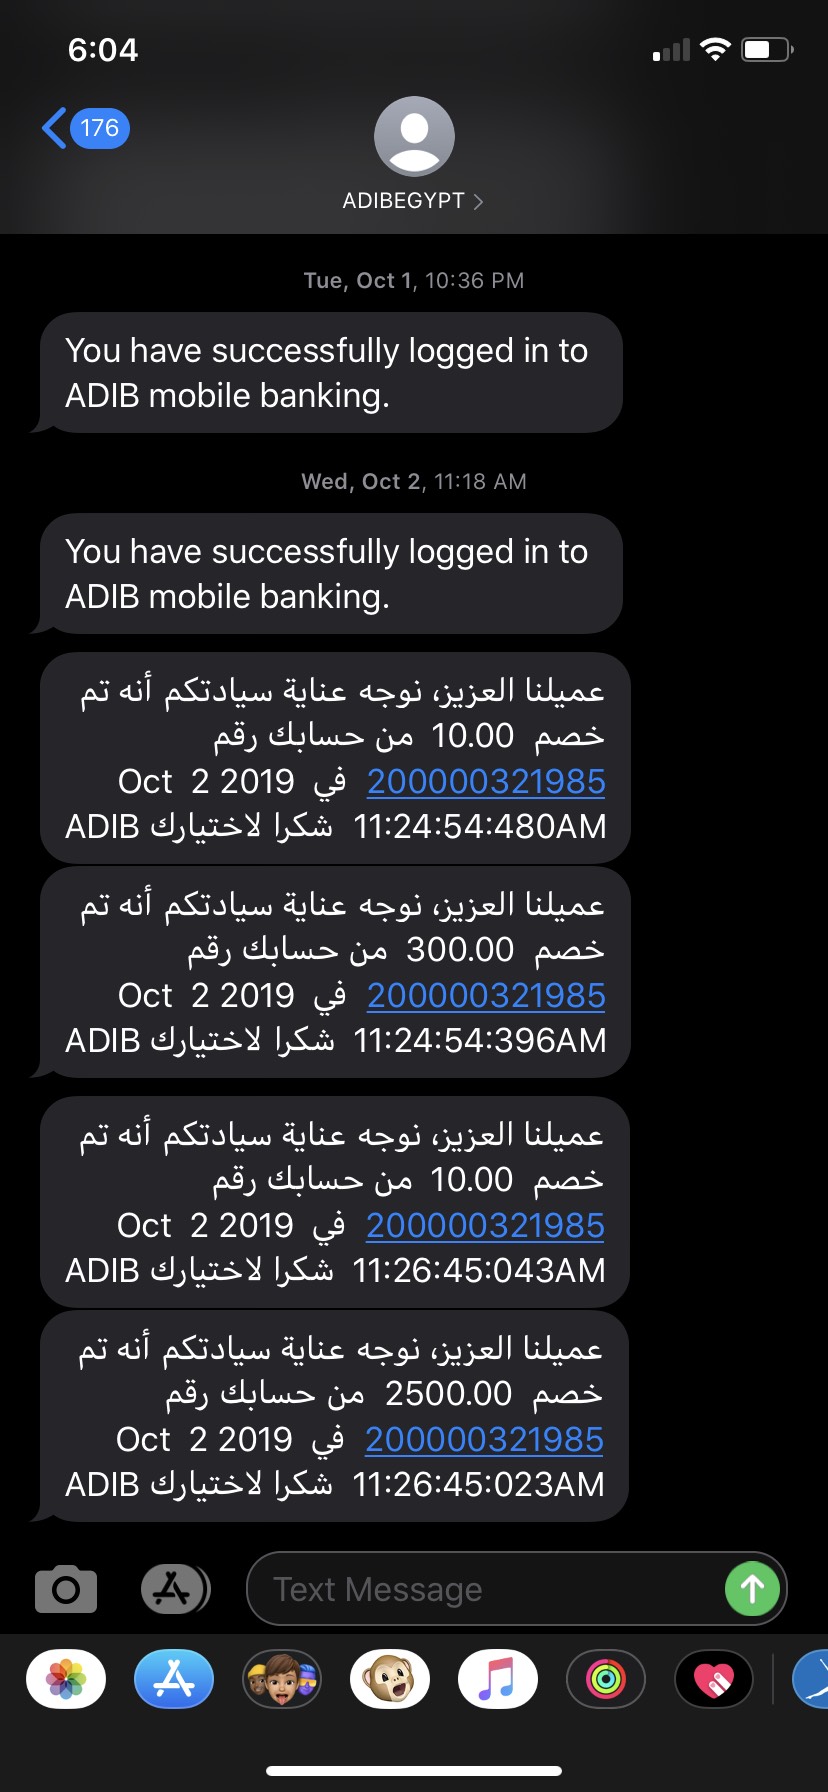 6:04
176
ADIBEGYPT
Tue, Oct 1, 10:36 PM
You have successfully logged in to
ADIB mobile banking.
Wed, Oct 2, 11:18 AM
You have successfully logged in to
ADIB mobile banking.
عميلنا العزيز، نوجه عناية سيادتكم أنه تم
خصم 10.00 من حسابك رقم
200000321985 في Oct 2 2019
11:24:54:480AM شكرا لاختيارك ADIB
عميلنا العزيز، نوجه عناية سيادتكم أنه تم
خصم 300.00 من حسابك رقم
200000321985 في Oct 2 2019
11:24:54:396AM شكرا لاختيارك ADIB
عميلنا العزيز، نوجه عناية سيادتكم أنه تم
خصم 10.00 من حسابك رقم
200000321985 في Oct 2 2019
11:26:45:043AM شكرا لاختيارك ADIB
عميلنا العزيز، نوجه عناية سيادتكم أنه تم
خصم 2500.00 من حسابك رقم
200000321985 في Oct 2 2019
11:26:45:023AM شكرا لاختيارك ADIB
Text Message